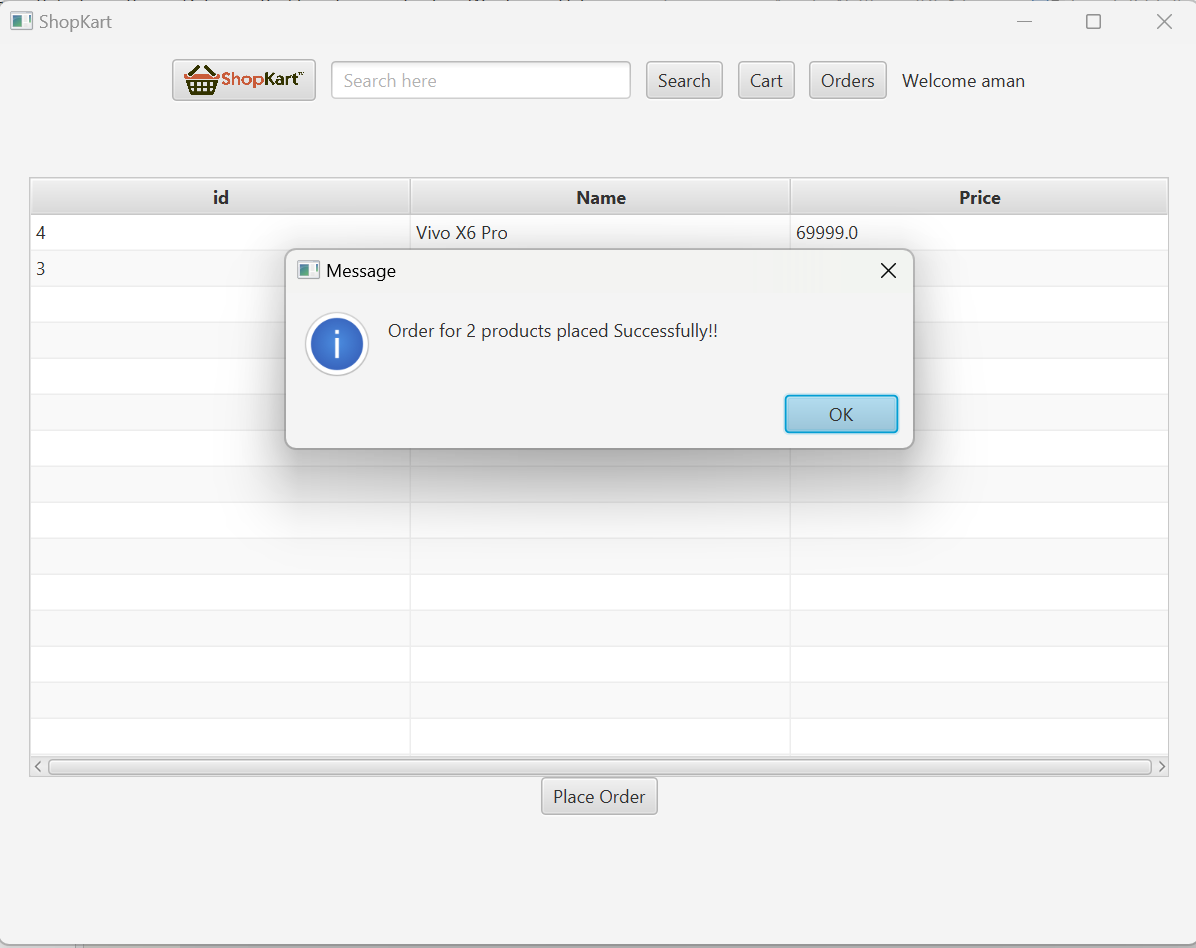 ShopKart
ShopKart™ Search here Search Cart Orders Welcome aman
id Name Price
4 Vivo X6 Pro 69999.0
3
Message
Order for 2 products placed Successfully!!
OK
Place Order